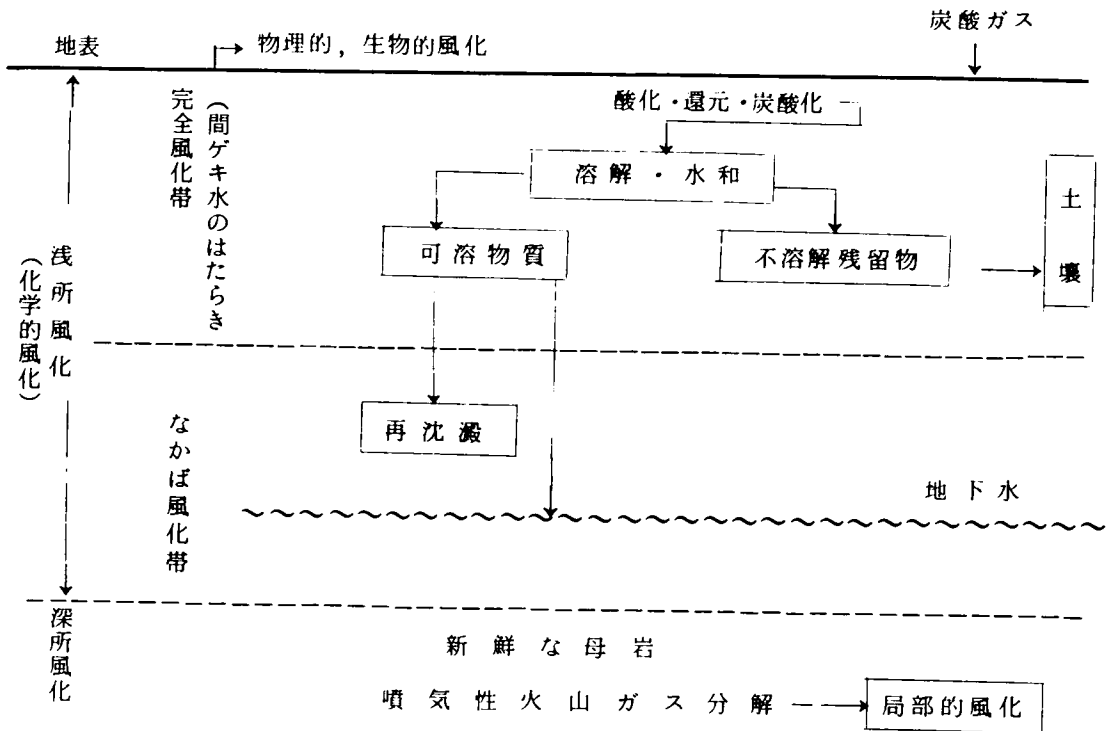 炭酸ガス
地表
物理的,生物的風化
酸化・還元・炭酸化
溶解・水和
可溶物質
不溶解残留物
土壌
完全風化帯
(間ゲキ水のはたらき)
浅所風化
(化学的風化)
再沈澱
なかば風化帯
地下水
深所風化
新鮮な母岩
噴気性火山ガス分解
局部的風化